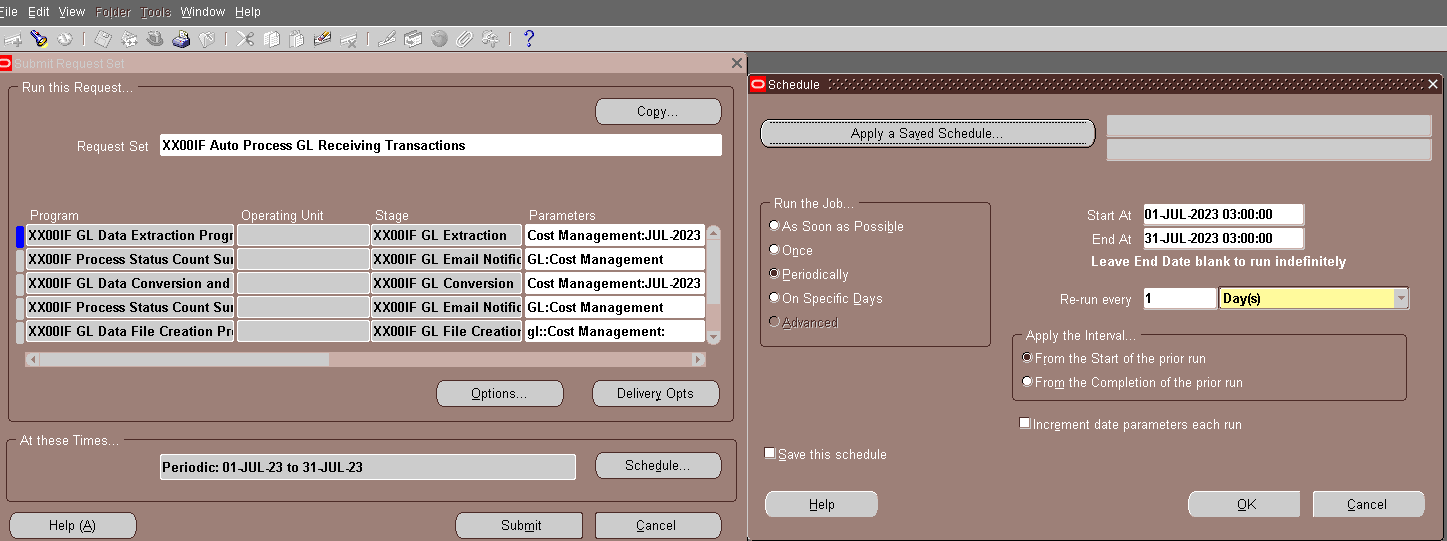 File Edit View Folder Tools Window Help
Submit Request Set
Run this Request...
Copy...
Request Set XX00IF Auto Process GL Receiving Transactions
Program Operating Unit Stage Parameters
XX00IF GL Data Extraction Progr XX00IF GL Extraction Cost Management:JUL-2023
XX00IF Process Status Count Sur XX00IF GL Email Notific GL:Cost Management
XX00IF GL Data Conversion and XX00IF GL Conversion Cost Management:JUL-2023
XX00IF Process Status Count Sur XX00IF GL Email Notific GL:Cost Management
XX00IF GL Data File Creation Pr XX00IF GL File Creation gl::Cost Management:
Options... Delivery Opts
At these Times...
Periodic: 01-JUL-23 to 31-JUL-23 Schedule...
Help (A) Submit Cancel
Schedule
Apply a Saved Schedule...
Run the Job...
As Soon as Possible
Once
Periodically
On Specific Days
Advanced
Start At 01-JUL-2023 03:00:00
End At 31-JUL-2023 03:00:00
Leave End Date blank to run indefinitely
Re-run every 1 Day(s)
Apply the Interval...
From the Start of the prior run
From the Completion of the prior run
Increment date parameters each run
Save this schedule
Help OK Cancel